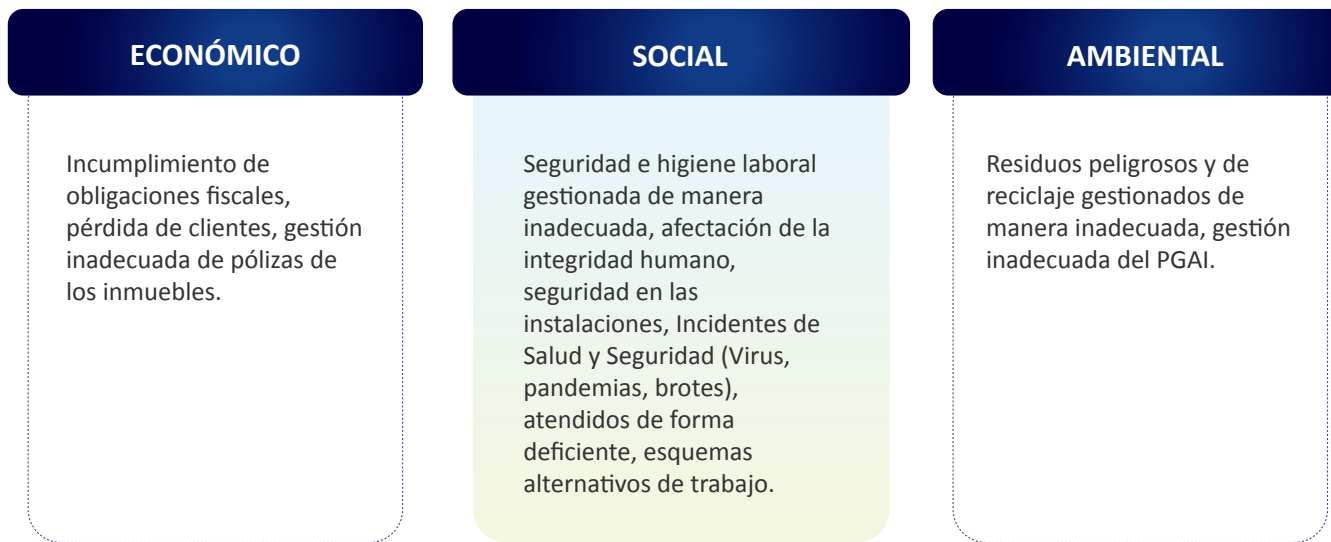 ECONÓMICO
Incumplimiento de
obligaciones fiscales,
pérdida de clientes, gestión
inadecuada de pólizas de
los inmuebles.
SOCIAL
Seguridad e higiene laboral
gestionada de manera
inadecuada, afectación de la
integridad humano,
seguridad en las
instalaciones, Incidentes de
Salud y Seguridad (Virus,
pandemias, brotes),
atendidos de forma
deficiente, esquemas
alternativos de trabajo.
AMBIENTAL
Residuos peligrosos y de
reciclaje gestionados de
manera inadecuada, gestión
inadecuada del PGAI.